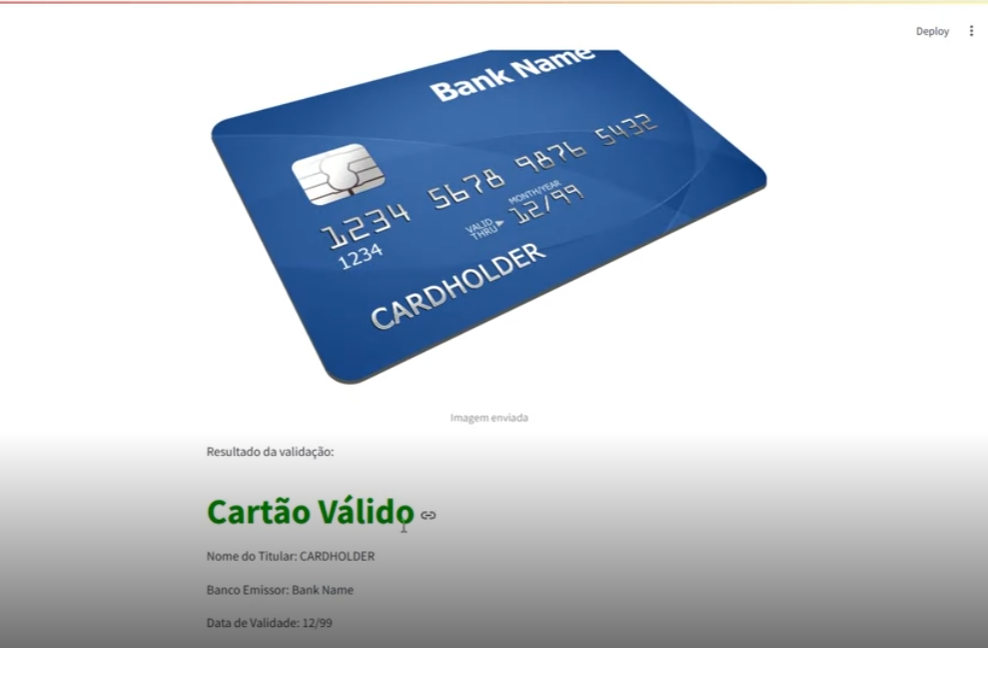 Deploy
Bank Name
1234 5678 9876 5432
1234
VALID THRU
MONTH/YEAR
12/99
CARDHOLDER
Imagem enviada
Resultado da validação:
Cartão Válido
Nome do Titular: CARDHOLDER
Banco Emissor: Bank Name
Data de Validade: 12/99